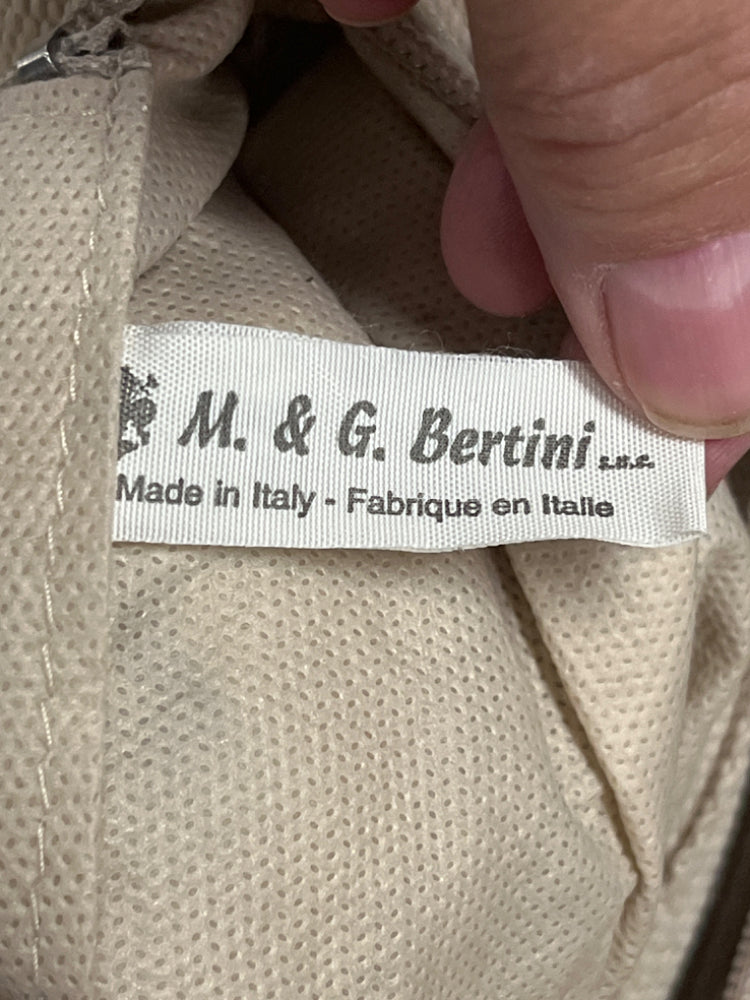 M. & G. Bertini s.n.c.
Made in Italy - Fabrique en Italie